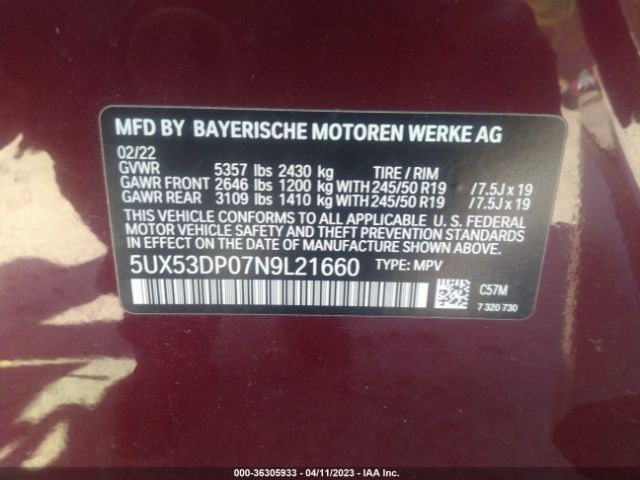 MFD BY BAYERISCHE MOTOREN WERKE AG
02/22
GVWR 5357 lbs 2430 kg TIRE / RIM
GAWR FRONT 2646 lbs 1200 kg WITH 245/50 R19 / 7.5J x 19
GAWR REAR 3109 lbs 1410 kg WITH 245/50 R19 / 7.5J x 19
THIS VEHICLE CONFORMS TO ALL APPLICABLE U. S. FEDERAL
MOTOR VEHICLE SAFETY AND THEFT PREVENTION STANDARDS
IN EFFECT ON THE DATE OF MANUFACTURE SHOWN ABOVE.
5UX53DP07N9L21660 TYPE: MPV
C57M
7 320 730
Copart® - 36305933 - 04/11/2023 - IAA Inc.